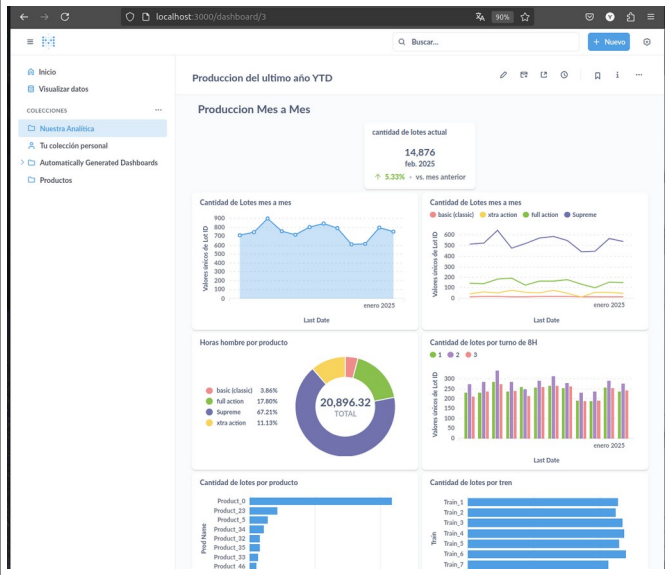 localhost:3000/dashboard/3
90%
Buscar...
+ Nuevo
Inicio
Visualizar datos
COLECCIONES
Nuestra Analítica
Tu colección personal
Automatically Generated Dashboards
Productos
Produccion del ultimo año YTD
Produccion Mes a Mes
cantidad de lotes actual
14,876
feb. 2025
5.33% • vs. mes anterior
Cantidad de Lotes mes a mes
Valores únicos de Lot ID
900
800
700
600
500
400
300
200
100
0
enero 2025
Last Date
Cantidad de Lotes mes a mes
basic (classic) xtra action full action Supreme
Valores únicos de Lot ID
600
500
400
300
200
100
0
enero 2025
Last Date
Horas hombre por producto
basic (classic) 3.86%
full action 17.80%
Supreme 67.21%
xtra action 11.13%
20,896.32
TOTAL
Cantidad de lotes por turno de 8H
1 2 3
Valores únicos de Lot ID
300
250
200
150
100
50
0
enero 2025
Last Date
Cantidad de lotes por producto
Prod Name
Product_0
Product_23
Product_5
Product_34
Product_32
Product_35
Product_33
Product_46
Cantidad de lotes por tren
Train
Train_1
Train_2
Train_3
Train_4
Train_5
Train_6
Train_7